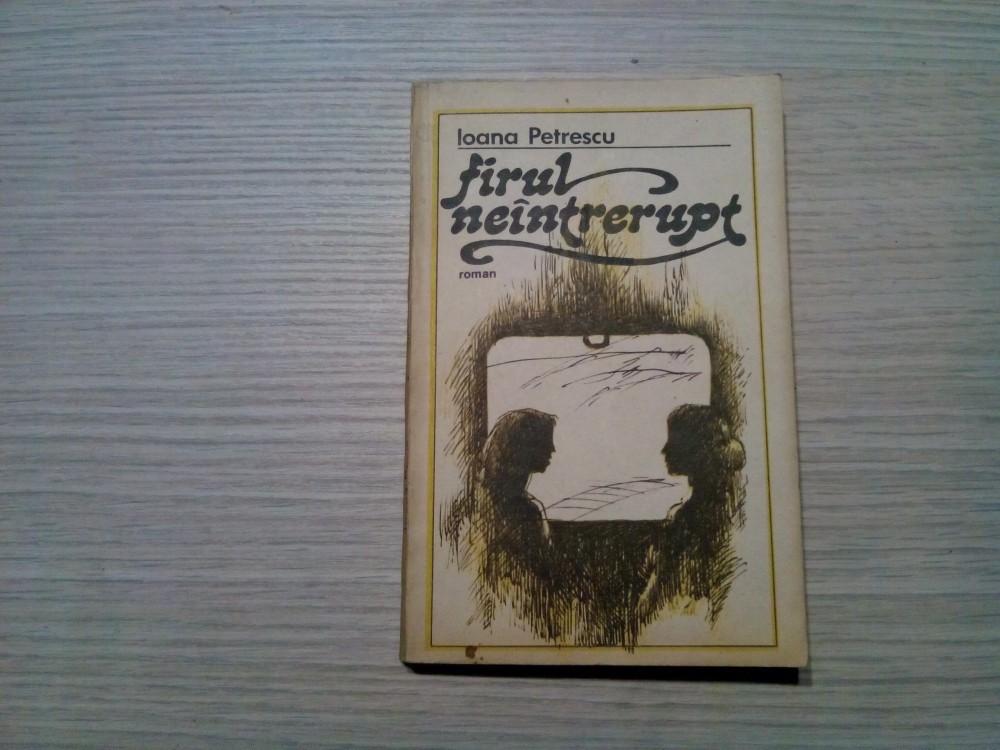 Ioana Petrescu
firul
neîntrerupt
roman